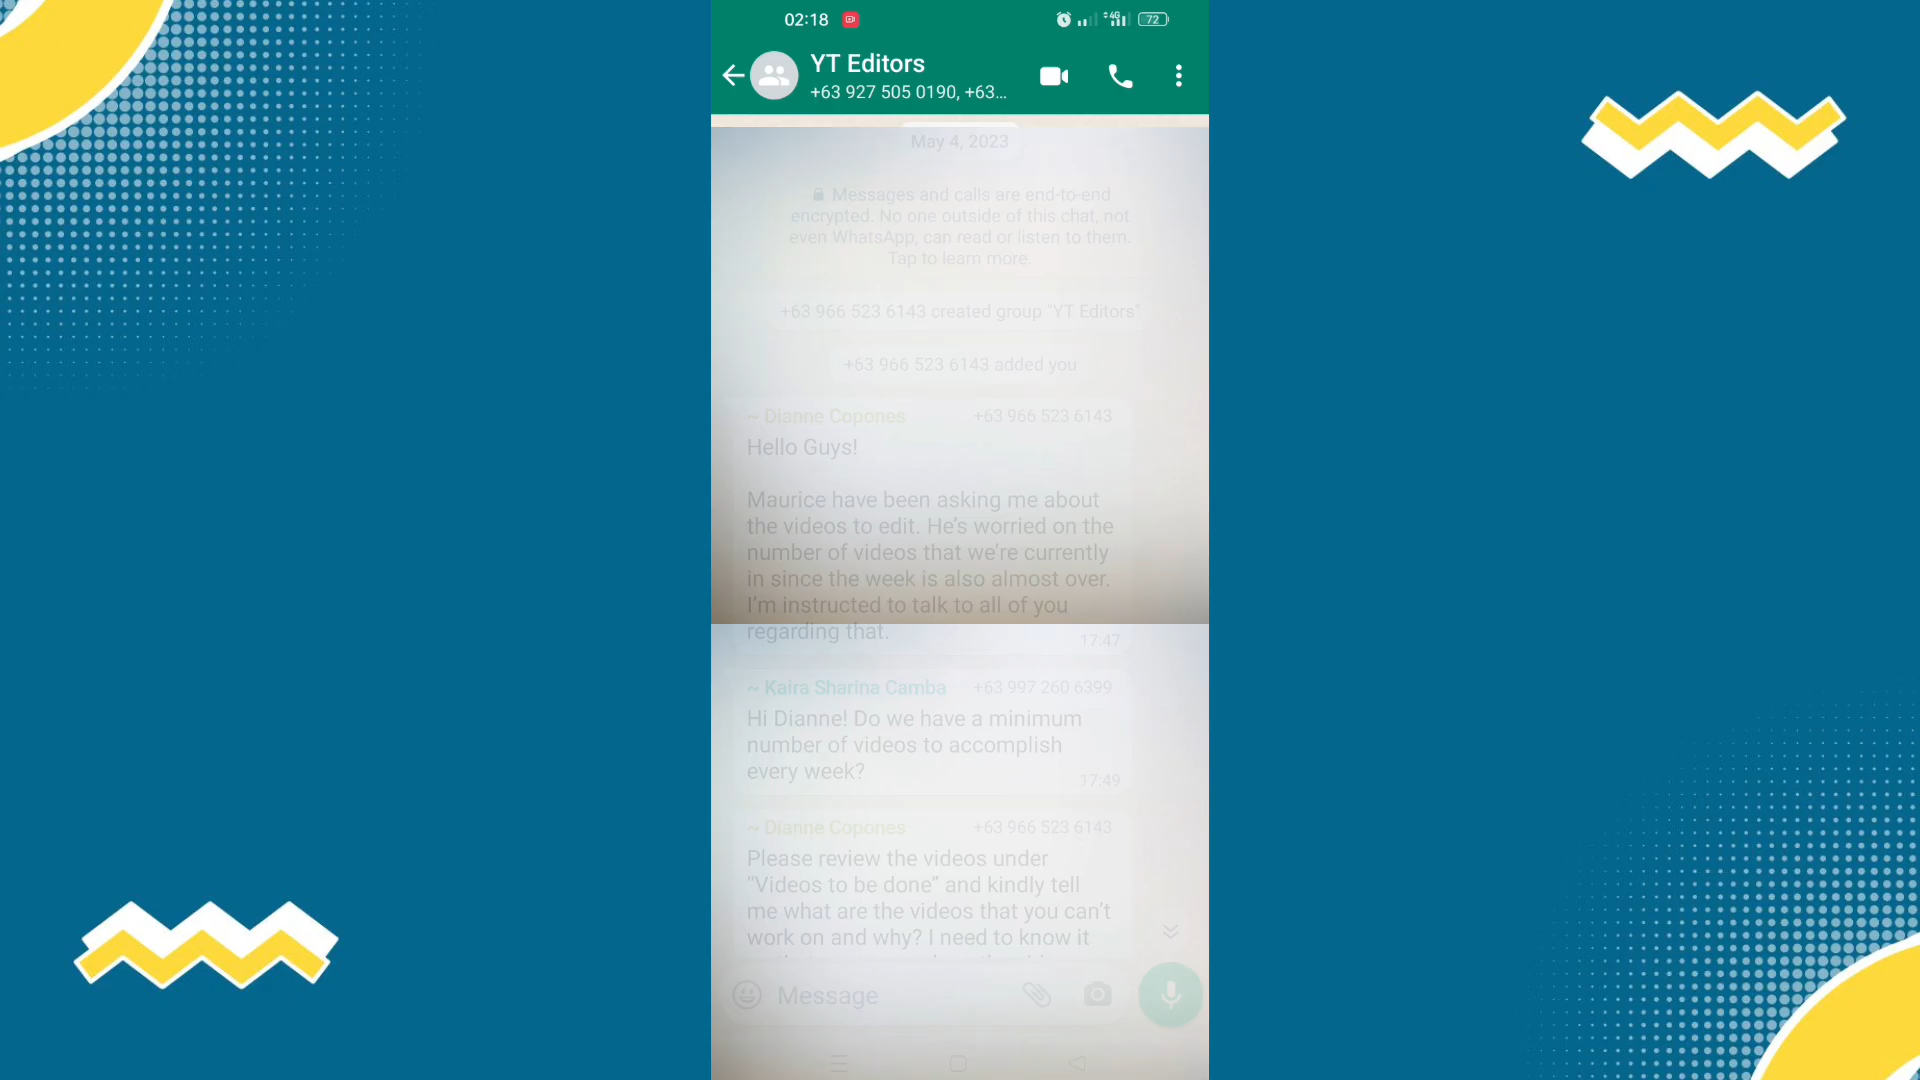 02:18
4G
72
YT Editors
+63 927 505 0190, +63...
May 4, 2023
Messages and calls are end-to-end
encrypted. No one outside of this chat, not
even WhatsApp, can read or listen to them.
Tap to learn more.
+63 966 523 6143 created group "YT Editors"
+63 966 523 6143 added you
~ Dianne Copones +63 966 523 6143
Hello Guys!
Maurice have been asking me about
the videos to edit. He's worried on the
number of videos that we're currently
in since the week is also almost over.
I'm instructed to talk to all of you
regarding that.
17:47
~ Kaira Sharina Camba +63 997 260 6399
Hi Dianne! Do we have a minimum
number of videos to accomplish
every week?
17:49
~ Dianne Copones +63 966 523 6143
Please review the videos under
“Videos to be done” and kindly tell
me what are the videos that you can't
work on and why? I need to know it
Message